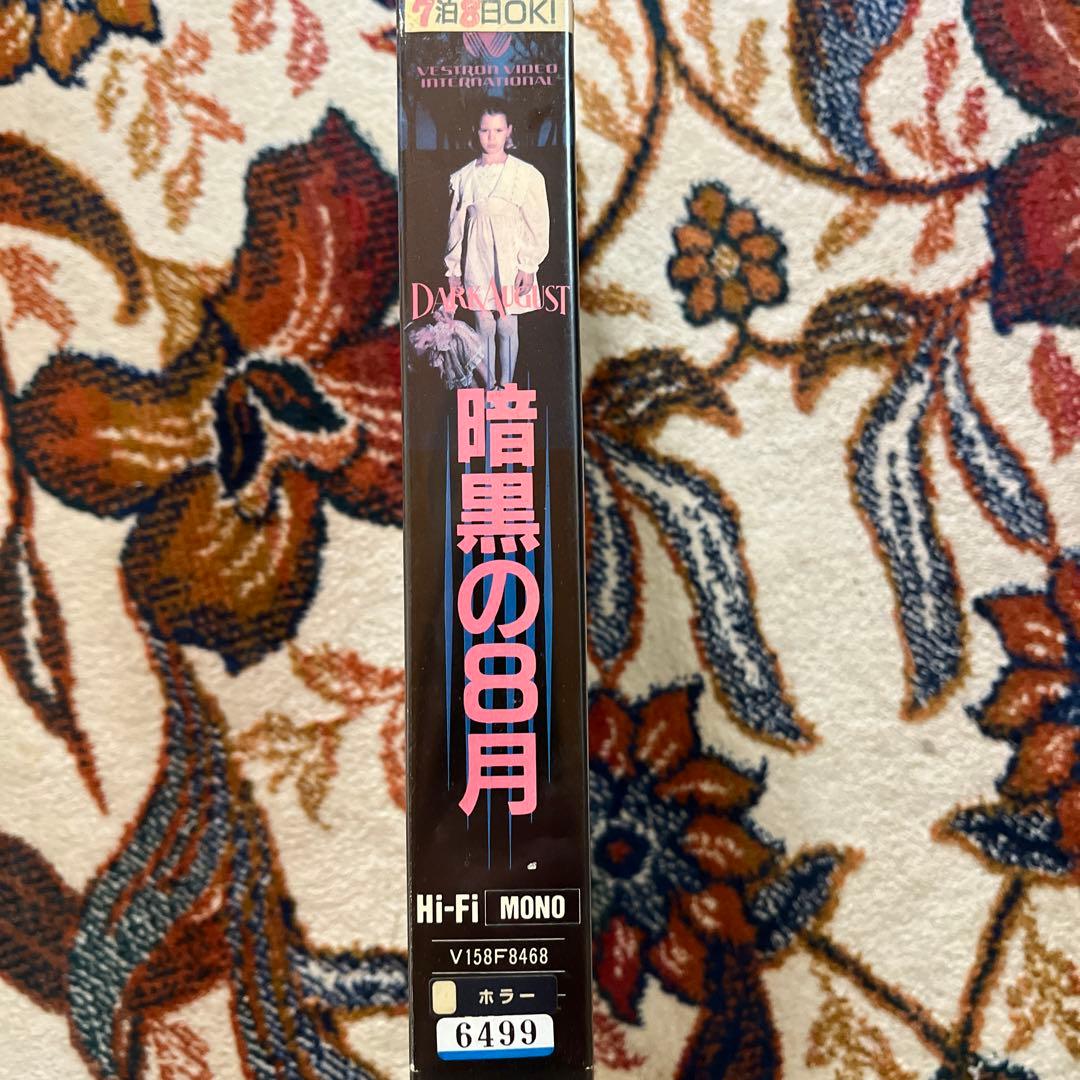 7泊8日OK!
VESTRON VIDEO
INTERNATIONAL
DARK AUGUST
暗黒の8月
Hi-Fi MONO
V158F8468
ホラー
6499